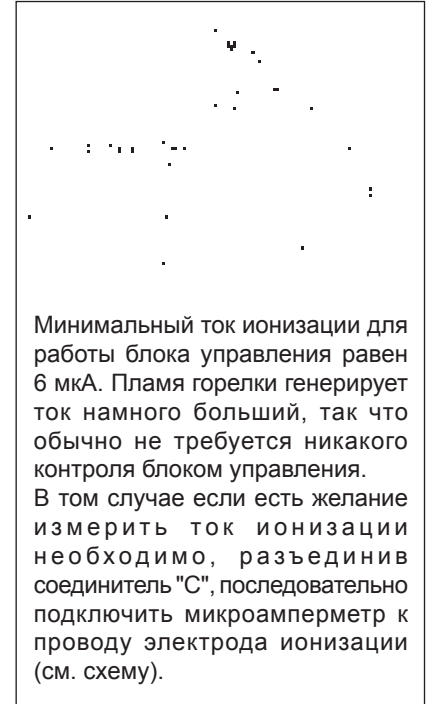 Минимальный ток ионизации для
работы блока управления равен
6 мкА. Пламя горелки генерирует
ток намного больший, так что
обычно не требуется никакого
контроля блоком управления.
В том случае если есть желание
измерить ток ионизации
необходимо, разъединив
соединитель "С", последовательно
подключить микроамперметр к
проводу электрода ионизации
(см. схему).